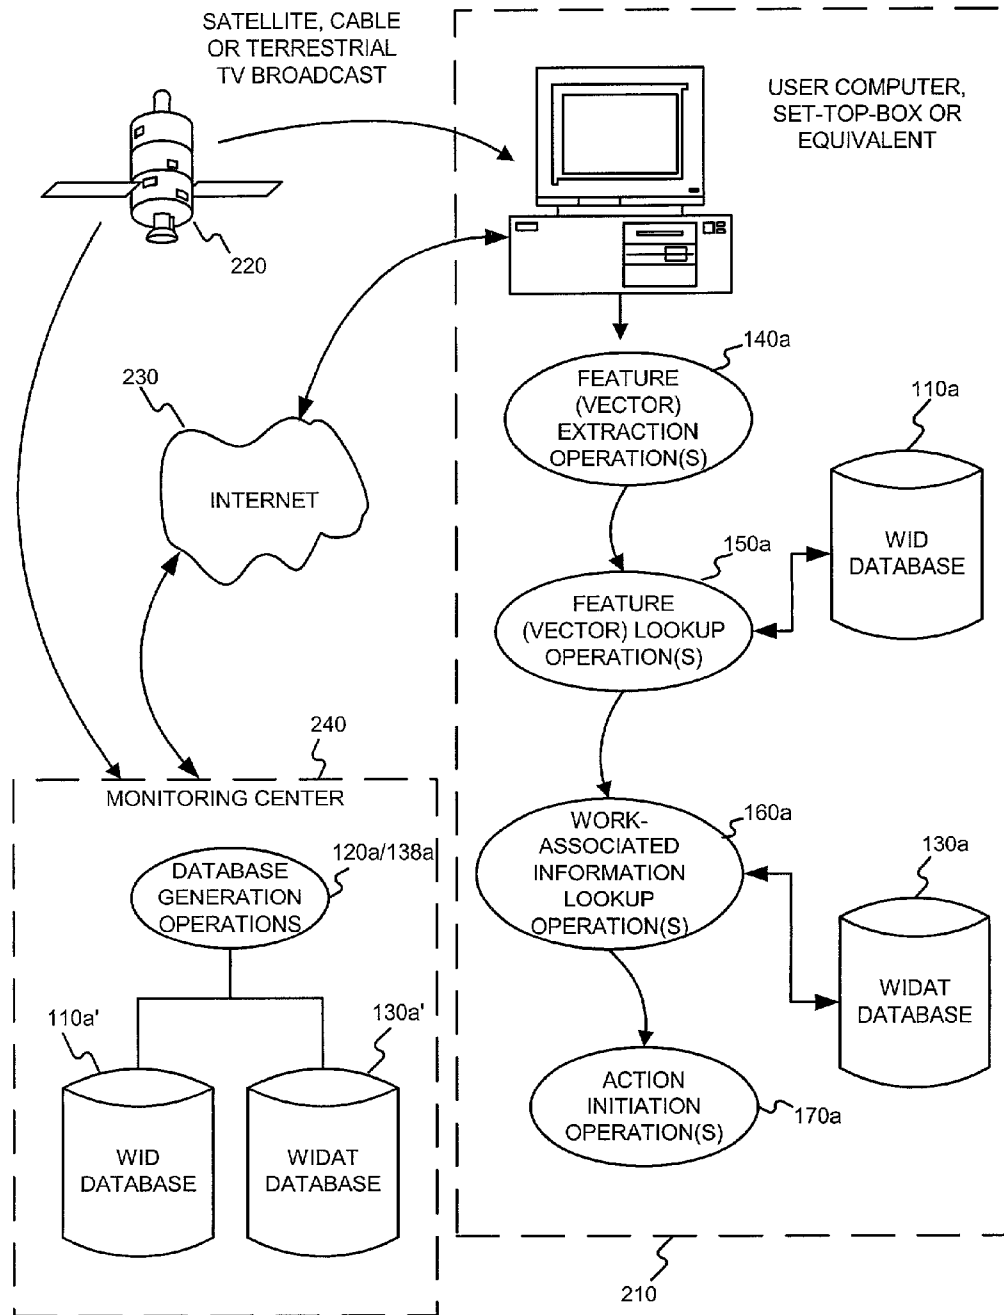 SATELLITE, CABLE
OR TERRESTRIAL
TV BROADCAST
USER COMPUTER,
SET-TOP-BOX OR
EQUIVALENT
220
140a
FEATURE
(VECTOR)
EXTRACTION
OPERATION(S)
230
INTERNET
110a
WID
DATABASE
150a
FEATURE
(VECTOR) LOOKUP
OPERATION(S)
240
MONITORING CENTER
120a/138a
DATABASE
GENERATION
OPERATIONS
110a'
WID
DATABASE
130a'
WIDAT
DATABASE
160a
WORK-
ASSOCIATED
INFORMATION
LOOKUP
OPERATION(S)
130a
WIDAT
DATABASE
ACTION
INITIATION
OPERATION(S)
170a
210